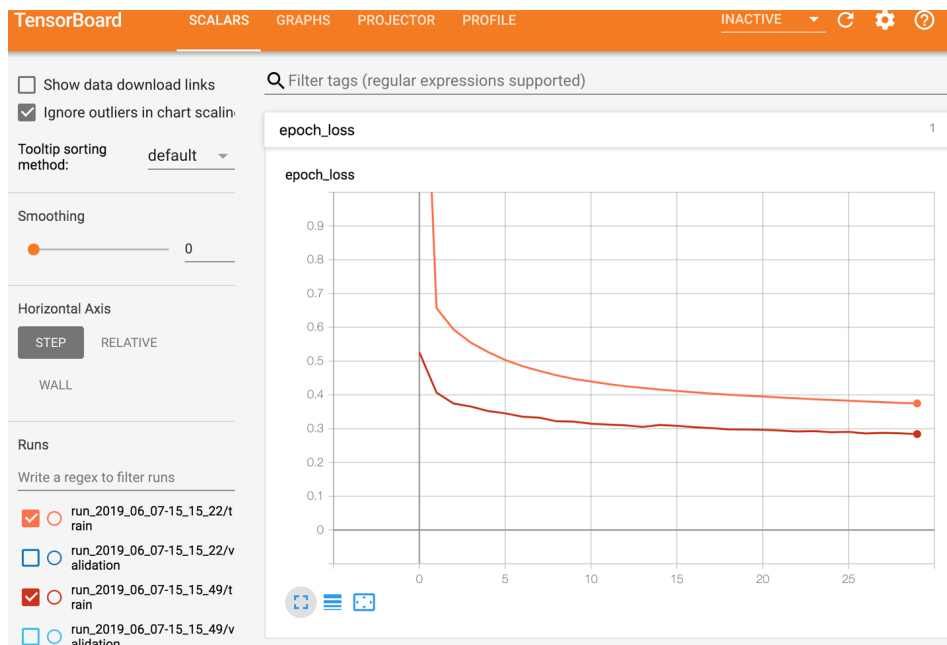 TensorBoard SCALARS GRAPHS PROJECTOR PROFILE INACTIVE
Show data download links
Ignore outliers in chart scalin
Tooltip sorting
method:
default
Smoothing
0
Horizontal Axis
STEP RELATIVE
WALL
Runs
Write a regex to filter runs
run_2019_06_07-15_15_22/t
rain
run_2019_06_07-15_15_22/v
alidation
run_2019_06_07-15_15_49/t
rain
run_2019_06_07-15_15_49/v
alidation
Filter tags (regular expressions supported)
epoch_loss 1
epoch_loss
0.9
0.8
0.7
0.6
0.5
0.4
0.3
0.2
0.1
0
0 5 10 15 20 25